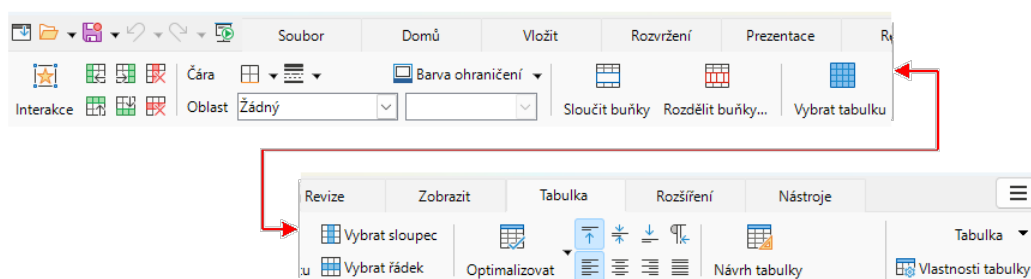 Soubor Domů Vložit Rozvržení Prezentace
Čára Barva ohraničení
Interakce Oblast Žádný Sloučit buňky Rozdělit buňky... Vybrat tabulku
Revize Zobrazit Tabulka Rozšíření Nástroje
Vybrat sloupec Tabulka
Vybrat řádek Optimalizovat Návrh tabulky Vlastnosti tabulky